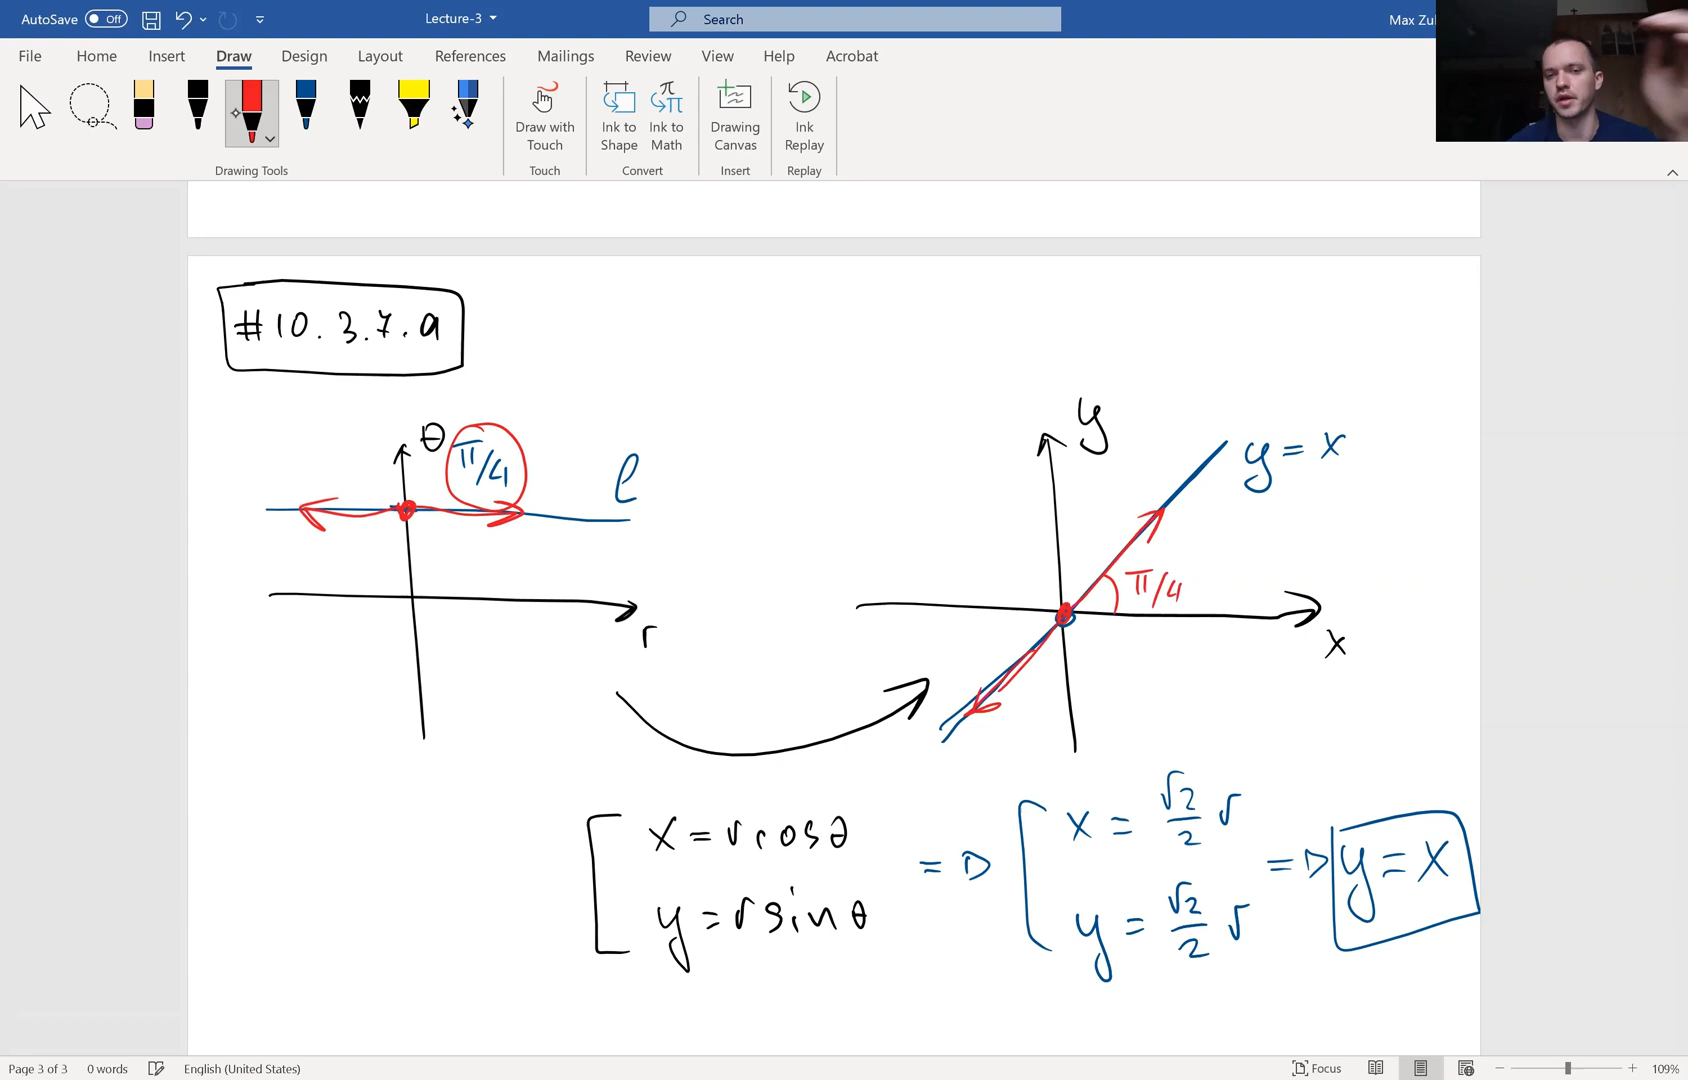 AutoSave Off Lecture-3 Search Max Zul
File Home Insert Draw Design Layout References Mailings Review View Help Acrobat
Draw with Touch
Ink to Shape
Ink to Math
Drawing Canvas
Ink Replay
Drawing Tools Touch Convert Insert Replay
#10.3.7.a
θ π/4 ℓ
r
y y = x
π/4
x
x = r cos θ
y = r sin θ
=D
x = √2/2 r
y = √2/2 r
=D y = x
Page 3 of 3 0 words English (United States) Focus 109%